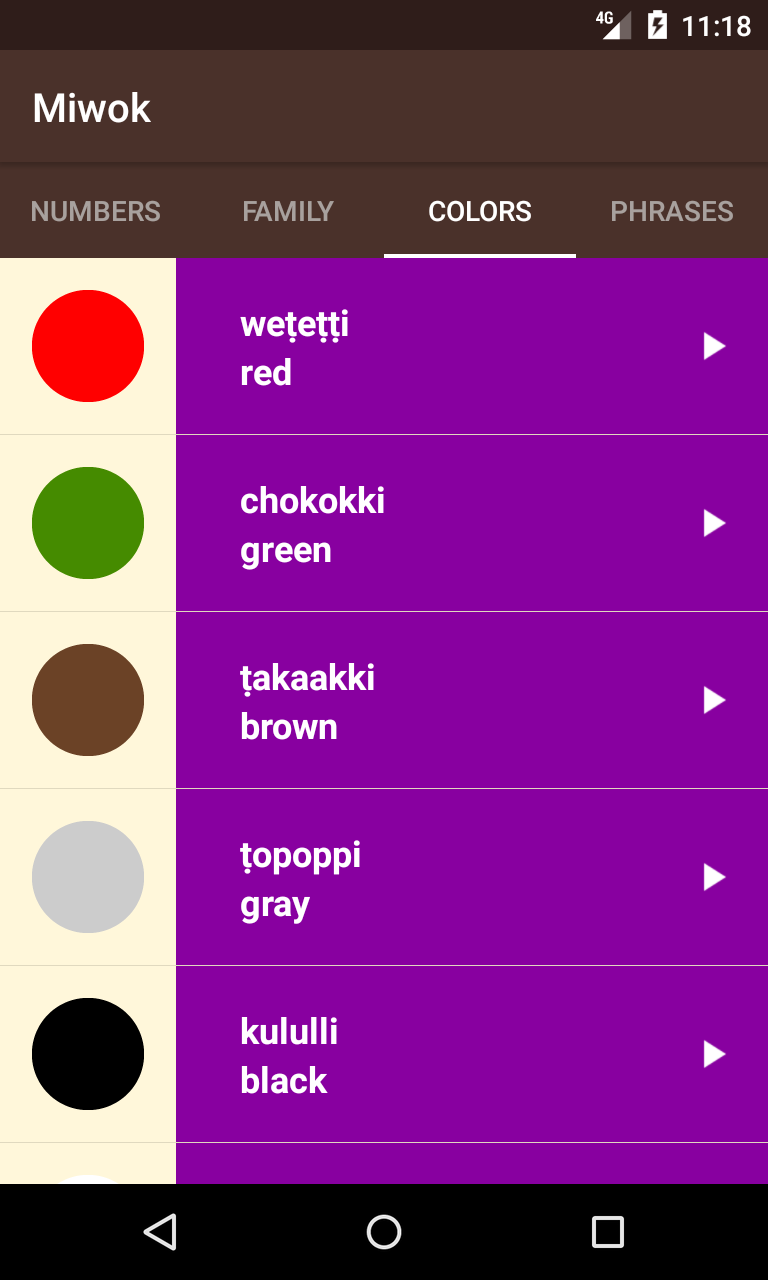 4G 11:18
Miwok
NUMBERS FAMILY COLORS PHRASES
weṭeṭṭi
red
chokokki
green
ṭakaakki
brown
ṭopoppi
gray
kululli
black